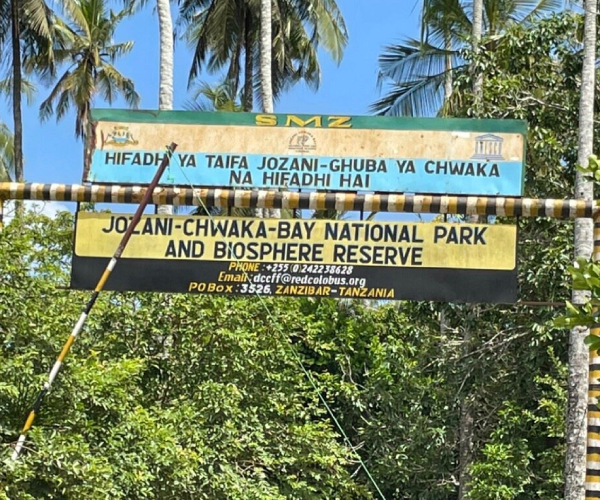 SMZ
HIFADHI YA TAIFA JOZANI-GHUBA YA CHWAKA
NA HIFADHI HAI
JOZANI-CHWAKA-BAY NATIONAL PARK
AND BIOSPHERE RESERVE
PHONE:+255 (0)242238628
Email:dccff@redcolobus.org
PO Box: 3526, ZANZIBAR-TANZANIA